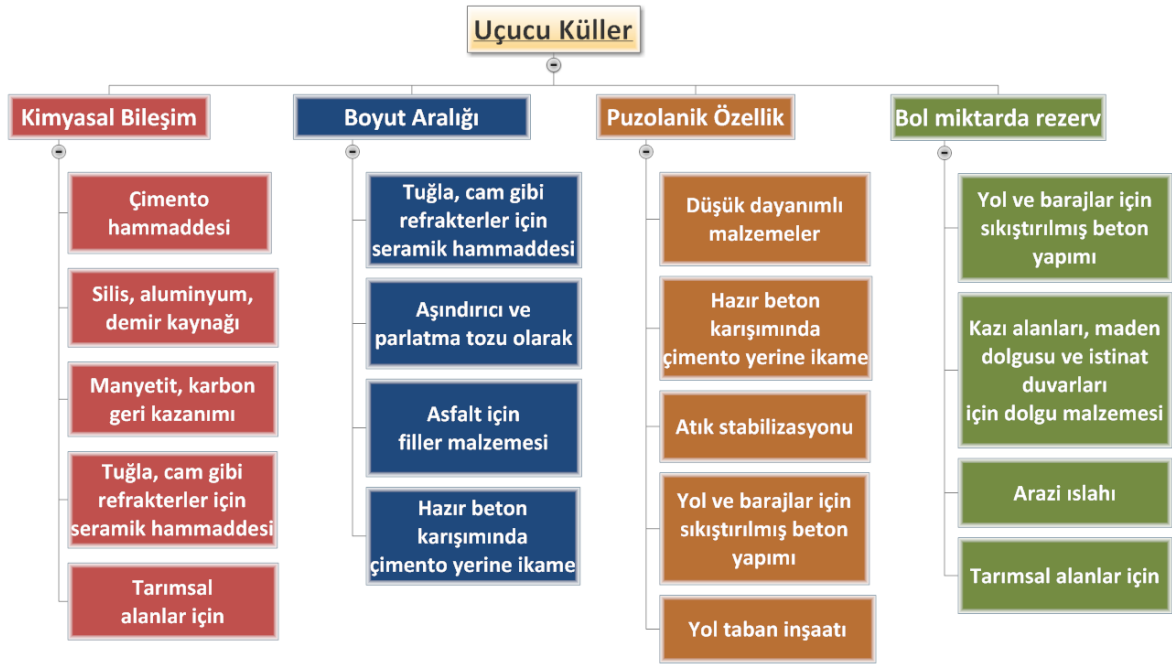 Uçucu Küller
Kimyasal Bileşim
Çimento
hammaddesi
Silis, aluminyum,
demir kaynağı
Manyetit, karbon
geri kazanımı
Tuğla, cam gibi
refrakterler için
seramik hammaddesi
Tarımsal
alanlar için
Boyut Aralığı
Tuğla, cam gibi
refrakterler için
seramik hammaddesi
Aşındırıcı ve
parlatma tozu olarak
Asfalt için
filler malzemesi
Hazır beton
karışımında
çimento yerine ikame
Puzolanik Özellik
Düşük dayanımlı
malzemeler
Hazır beton
karışımında
çimento yerine ikame
Atık stabilizasyonu
Yol ve barajlar için
sıkıştırılmış beton
yapımı
Yol taban inşaatı
Bol miktarda rezerv
Yol ve barajlar için
sıkıştırılmış beton
yapımı
Kazı alanları, maden
dolgusu ve istinat
duvarları
için dolgu malzemesi
Arazi ıslahı
Tarımsal alanlar için